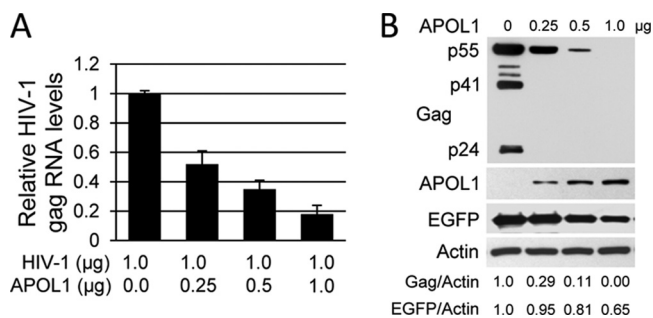 A
Relative HIV-1
gag RNA levels
1.2
1
0.8
0.6
0.4
0.2
0
HIV-1 (μg) 1.0 1.0 1.0 1.0
APOL1 (μg) 0.0 0.25 0.5 1.0
B
APOL1 0 0.25 0.5 1.0 μg
p55
p41
Gag
p24
APOL1
EGFP
Actin
Gag/Actin 1.0 0.29 0.11 0.00
EGFP/Actin 1.0 0.95 0.81 0.65